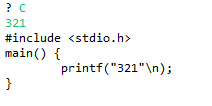 ? C
321
#include <stdio.h>
main() {
        printf("321"\n);
}